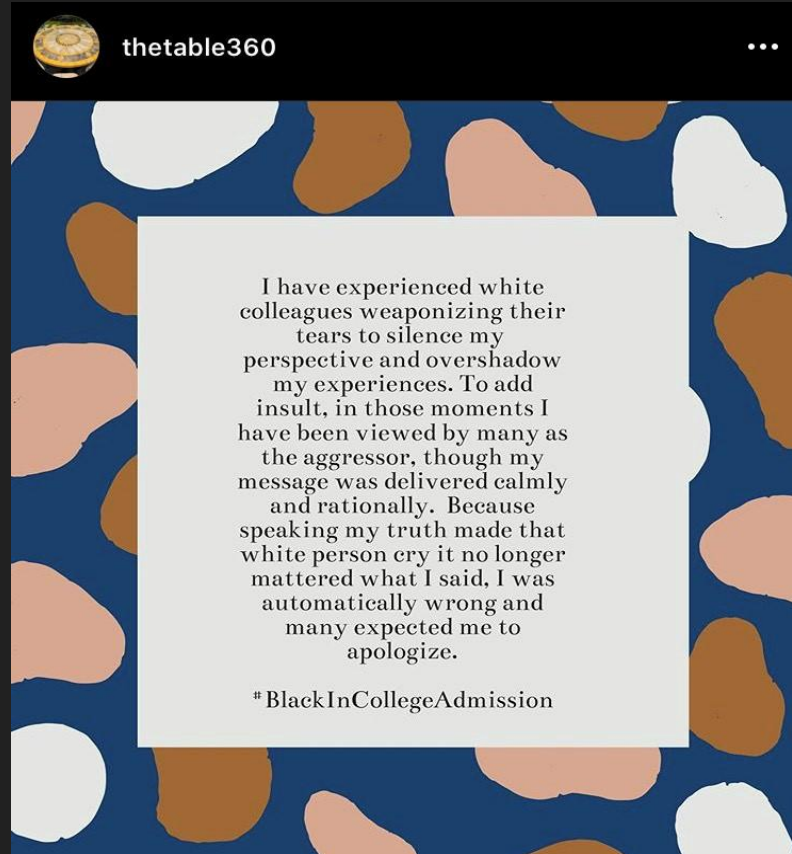 thetable360
I have experienced white
colleagues weaponizing their
tears to silence my
perspective and overshadow
my experiences. To add
insult, in those moments I
have been viewed by many as
the aggressor, though my
message was delivered calmly
and rationally.  Because
speaking my truth made that
white person cry it no longer
mattered what I said, I was
automatically wrong and
many expected me to
apologize.
#BlackInCollegeAdmission